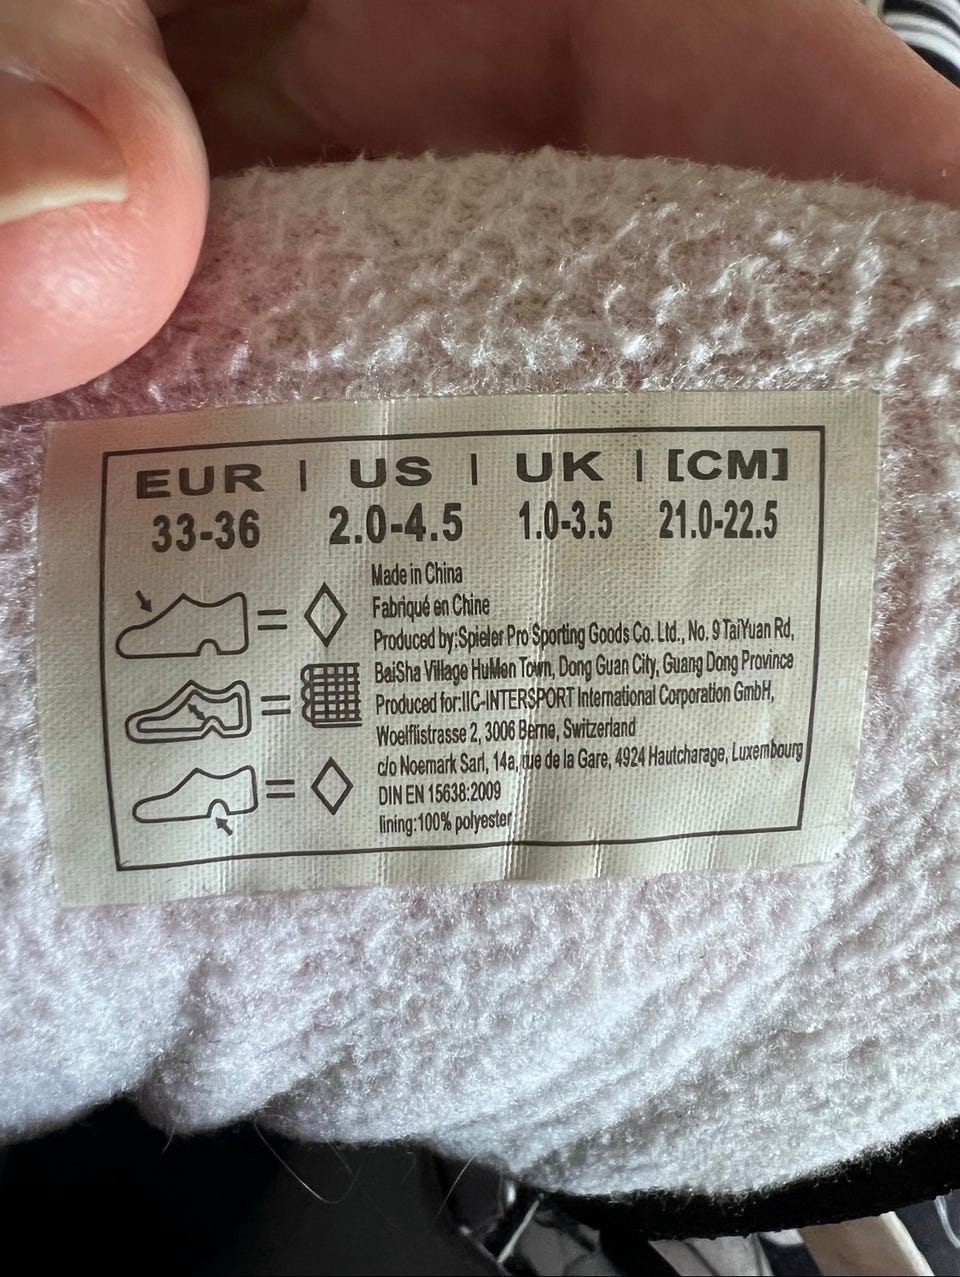 EUR | US | UK | [CM]
33-36 2.0-4.5 1.0-3.5 21.0-22.5
Made in China
Fabriqué en Chine
Produced by:Spieler Pro Sporting Goods Co. Ltd., No. 9 TaiYuan Rd,
BaiSha Village HuMen Town, Dong Guan City, Guang Dong Province
Produced for:IIC-INTERSPORT International Corporation GmbH,
Woelflistrasse 2, 3006 Berne, Switzerland
c/o Noemark Sarl, 14a, rue de la Gare, 4924 Hautcharage, Luxembourg
DIN EN 15638:2009
lining:100% polyester